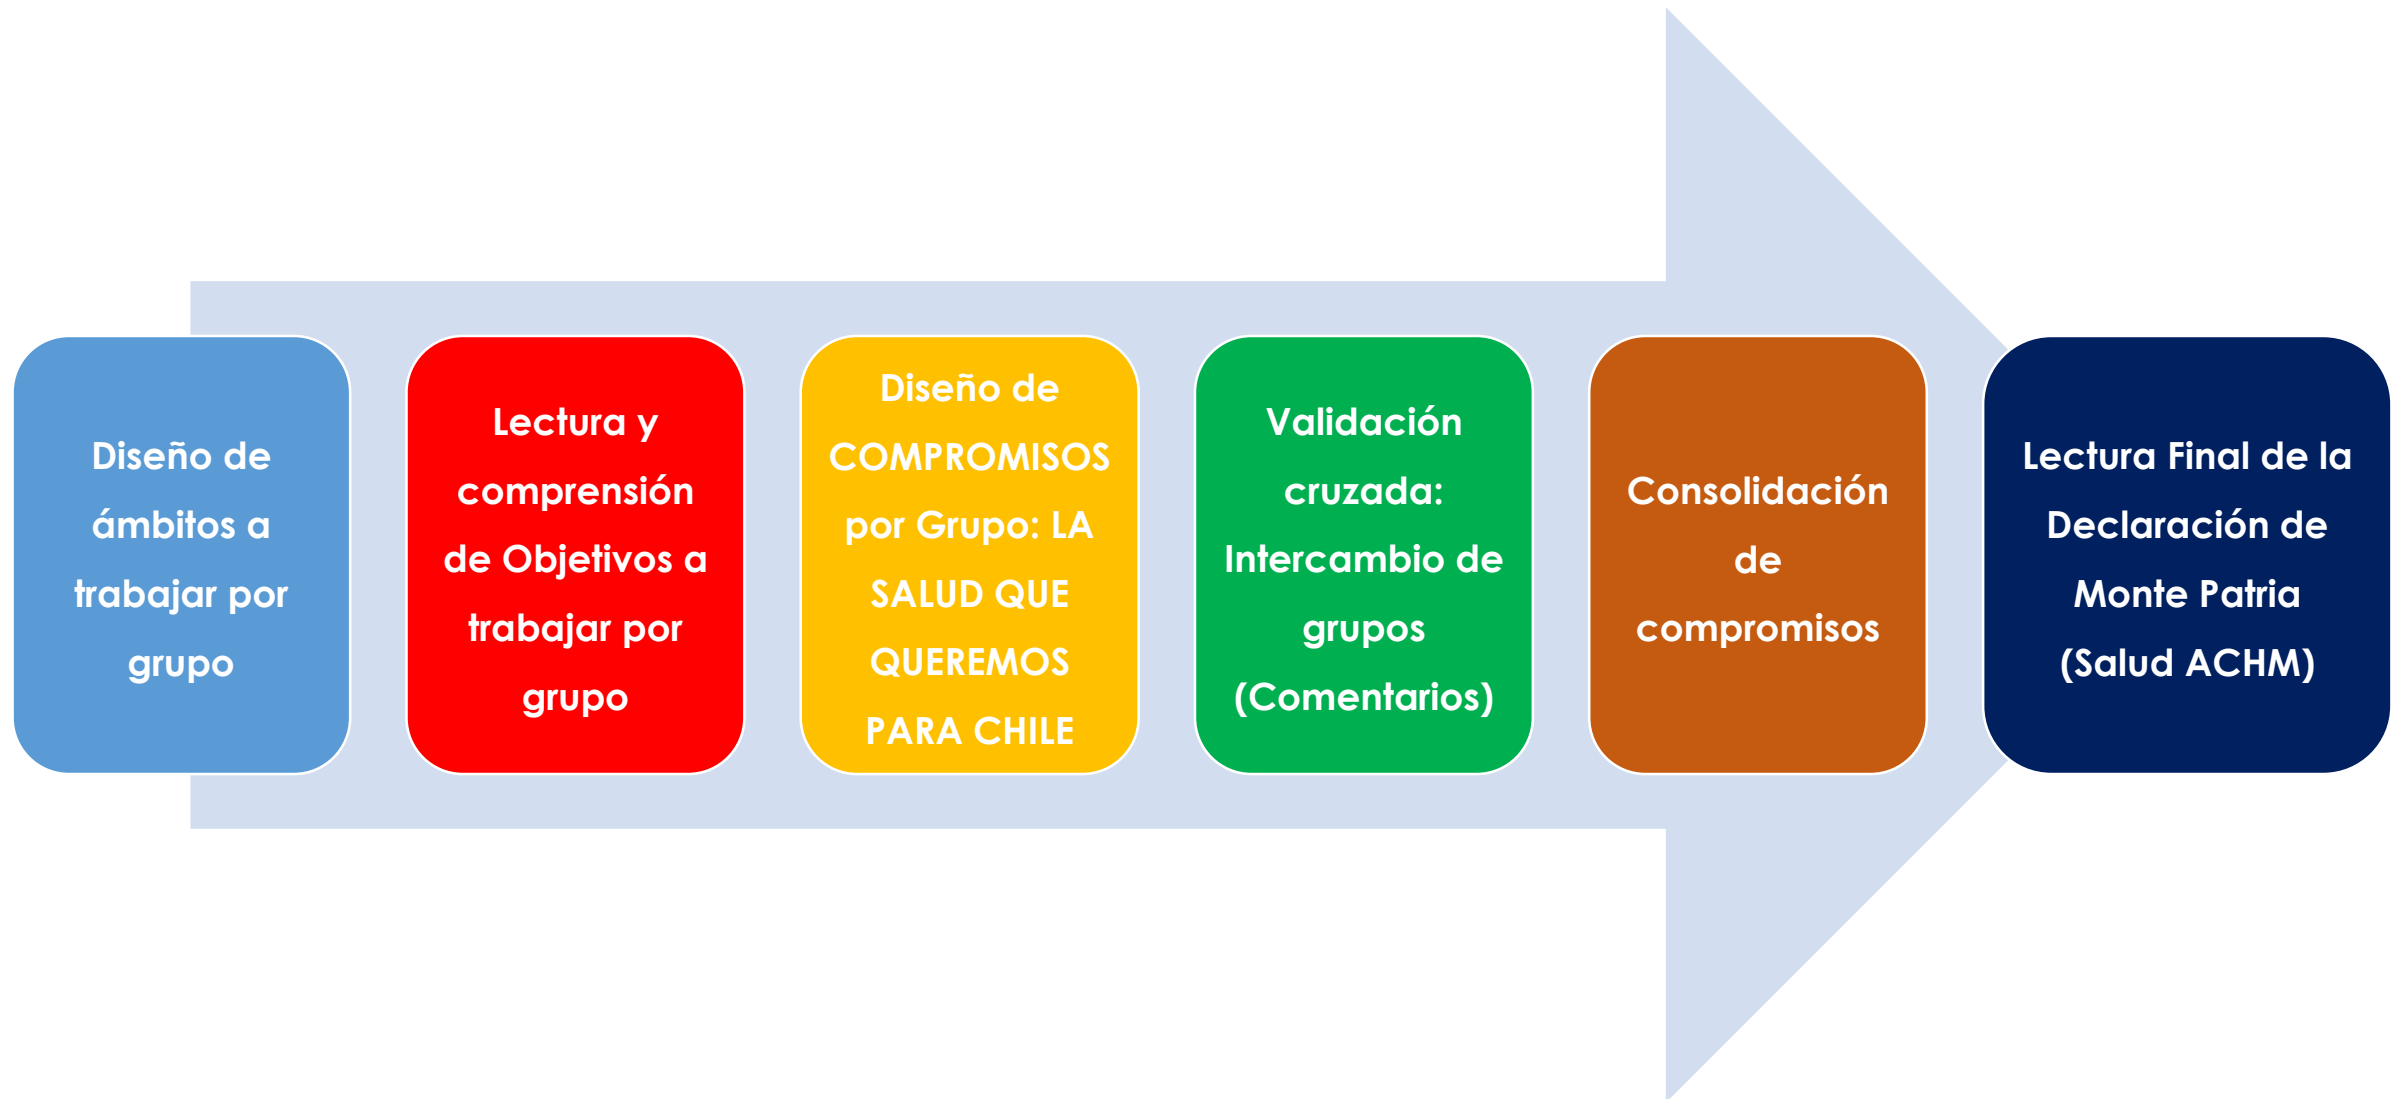 Diseño de
ámbitos a
trabajar por
grupo
Lectura y
comprensión
de Objetivos a
trabajar por
grupo
Diseño de
COMPROMISOS
por Grupo: LA
SALUD QUE
QUEREMOS
PARA CHILE
Validación
cruzada:
Intercambio de
grupos
(Comentarios)
Consolidación
de
compromisos
Lectura Final de la
Declaración de
Monte Patria
(Salud ACHM)